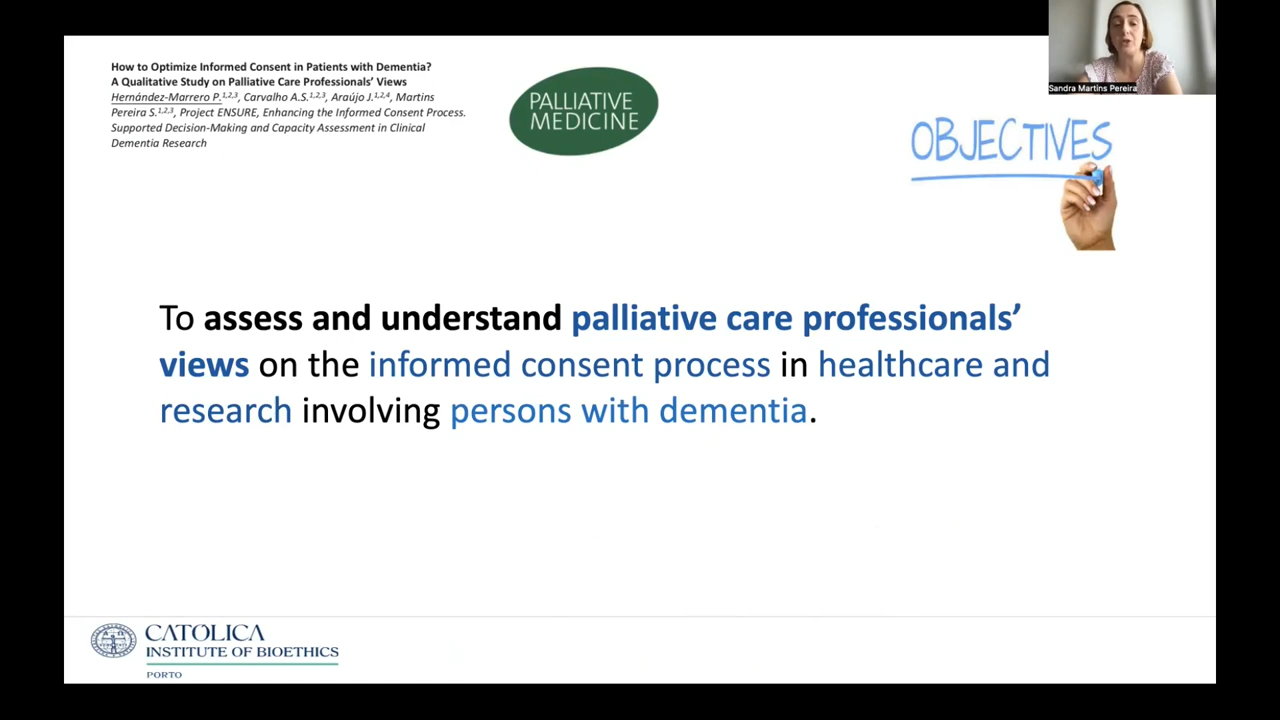 How to Optimize Informed Consent in Patients with Dementia?
A Qualitative Study on Palliative Care Professionals' Views
Hernández-Marrero P.1,2,3, Carvalho A.S.1,2,3, Araújo J.1,2,4, Martins
Pereira S.1,2,3, Project ENSURE, Enhancing the Informed Consent Process.
Supported Decision-Making and Capacity Assessment in Clinical
Dementia Research
PALLIATIVE
MEDICINE
Sandra Martins Pereira
OBJECTIVES
To assess and understand palliative care professionals'
views on the informed consent process in healthcare and
research involving persons with dementia.
CATOLICA
INSTITUTE OF BIOETHICS
PORTO